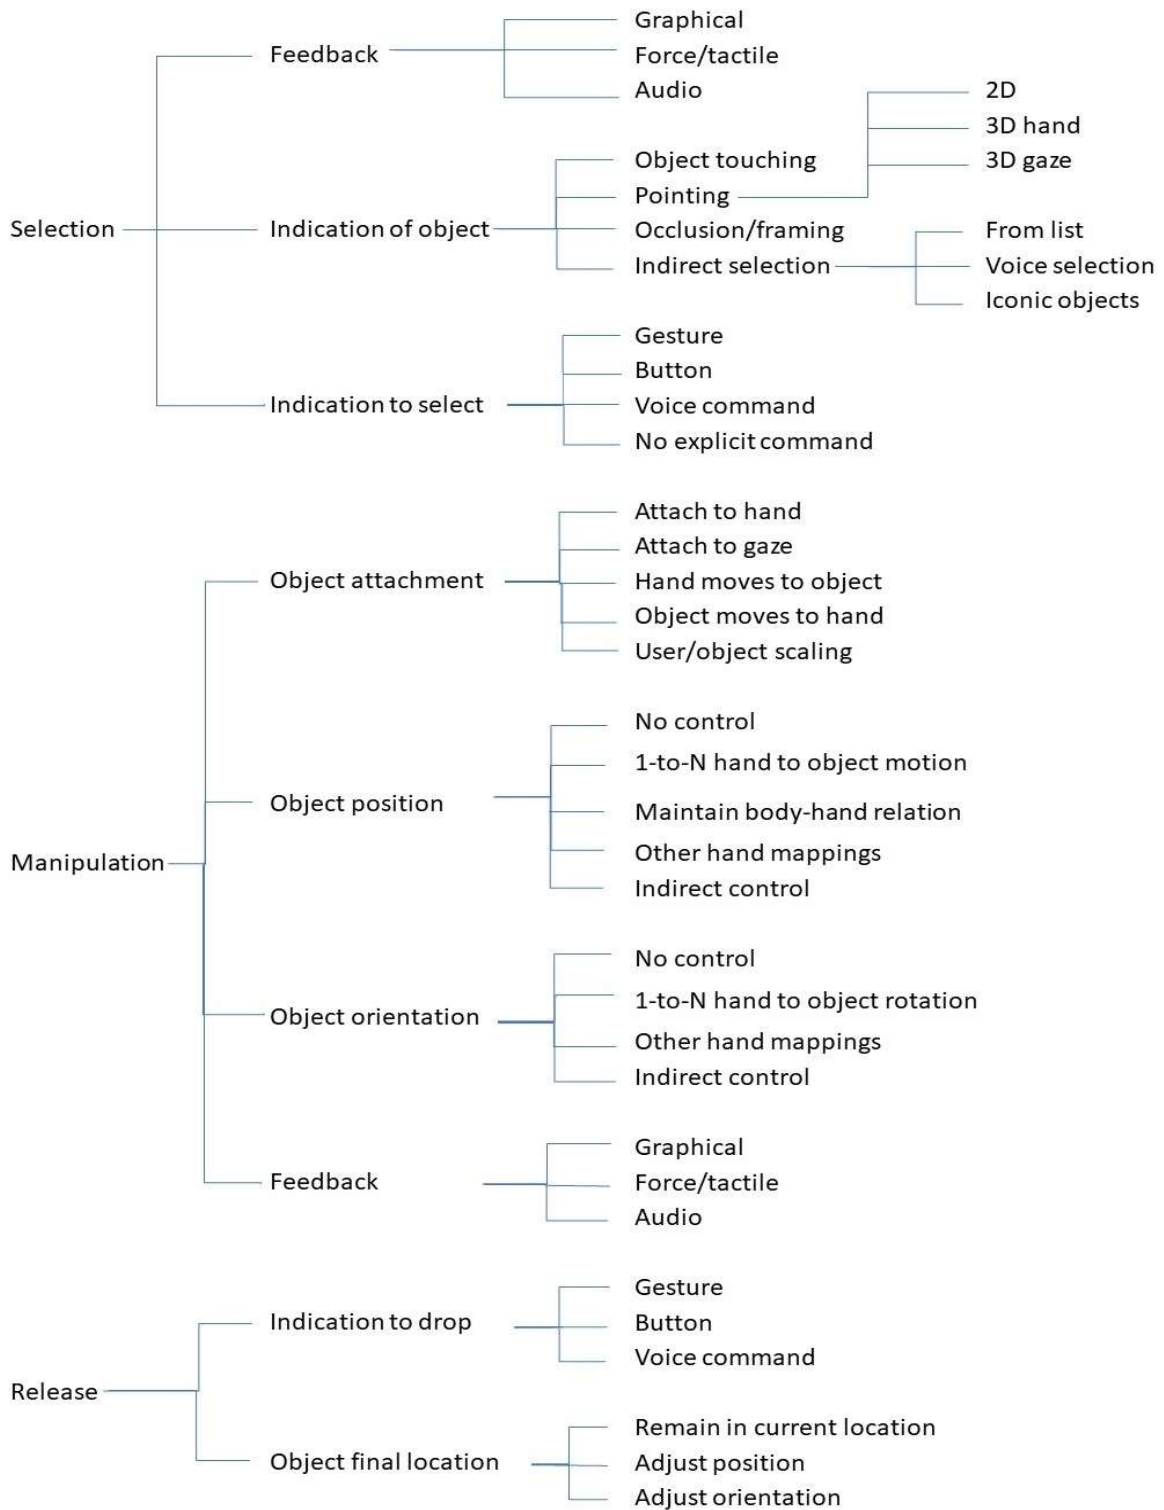 Graphical
Feedback
Force/tactile
Audio
2D
3D hand
3D gaze
Object touching
Pointing
Selection
Indication of object
Occlusion/framing
From list
Indirect selection
Voice selection
Iconic objects
Gesture
Button
Indication to select
Voice command
No explicit command
Attach to hand
Attach to gaze
Object attachment
Hand moves to object
Object moves to hand
User/object scaling
No control
1-to-N hand to object motion
Object position
Maintain body-hand relation
Other hand mappings
Manipulation
Indirect control
No control
1-to-N hand to object rotation
Object orientation
Other hand mappings
Indirect control
Graphical
Feedback
Force/tactile
Audio
Gesture
Indication to drop
Button
Voice command
Release
Remain in current location
Object final location
Adjust position
Adjust orientation